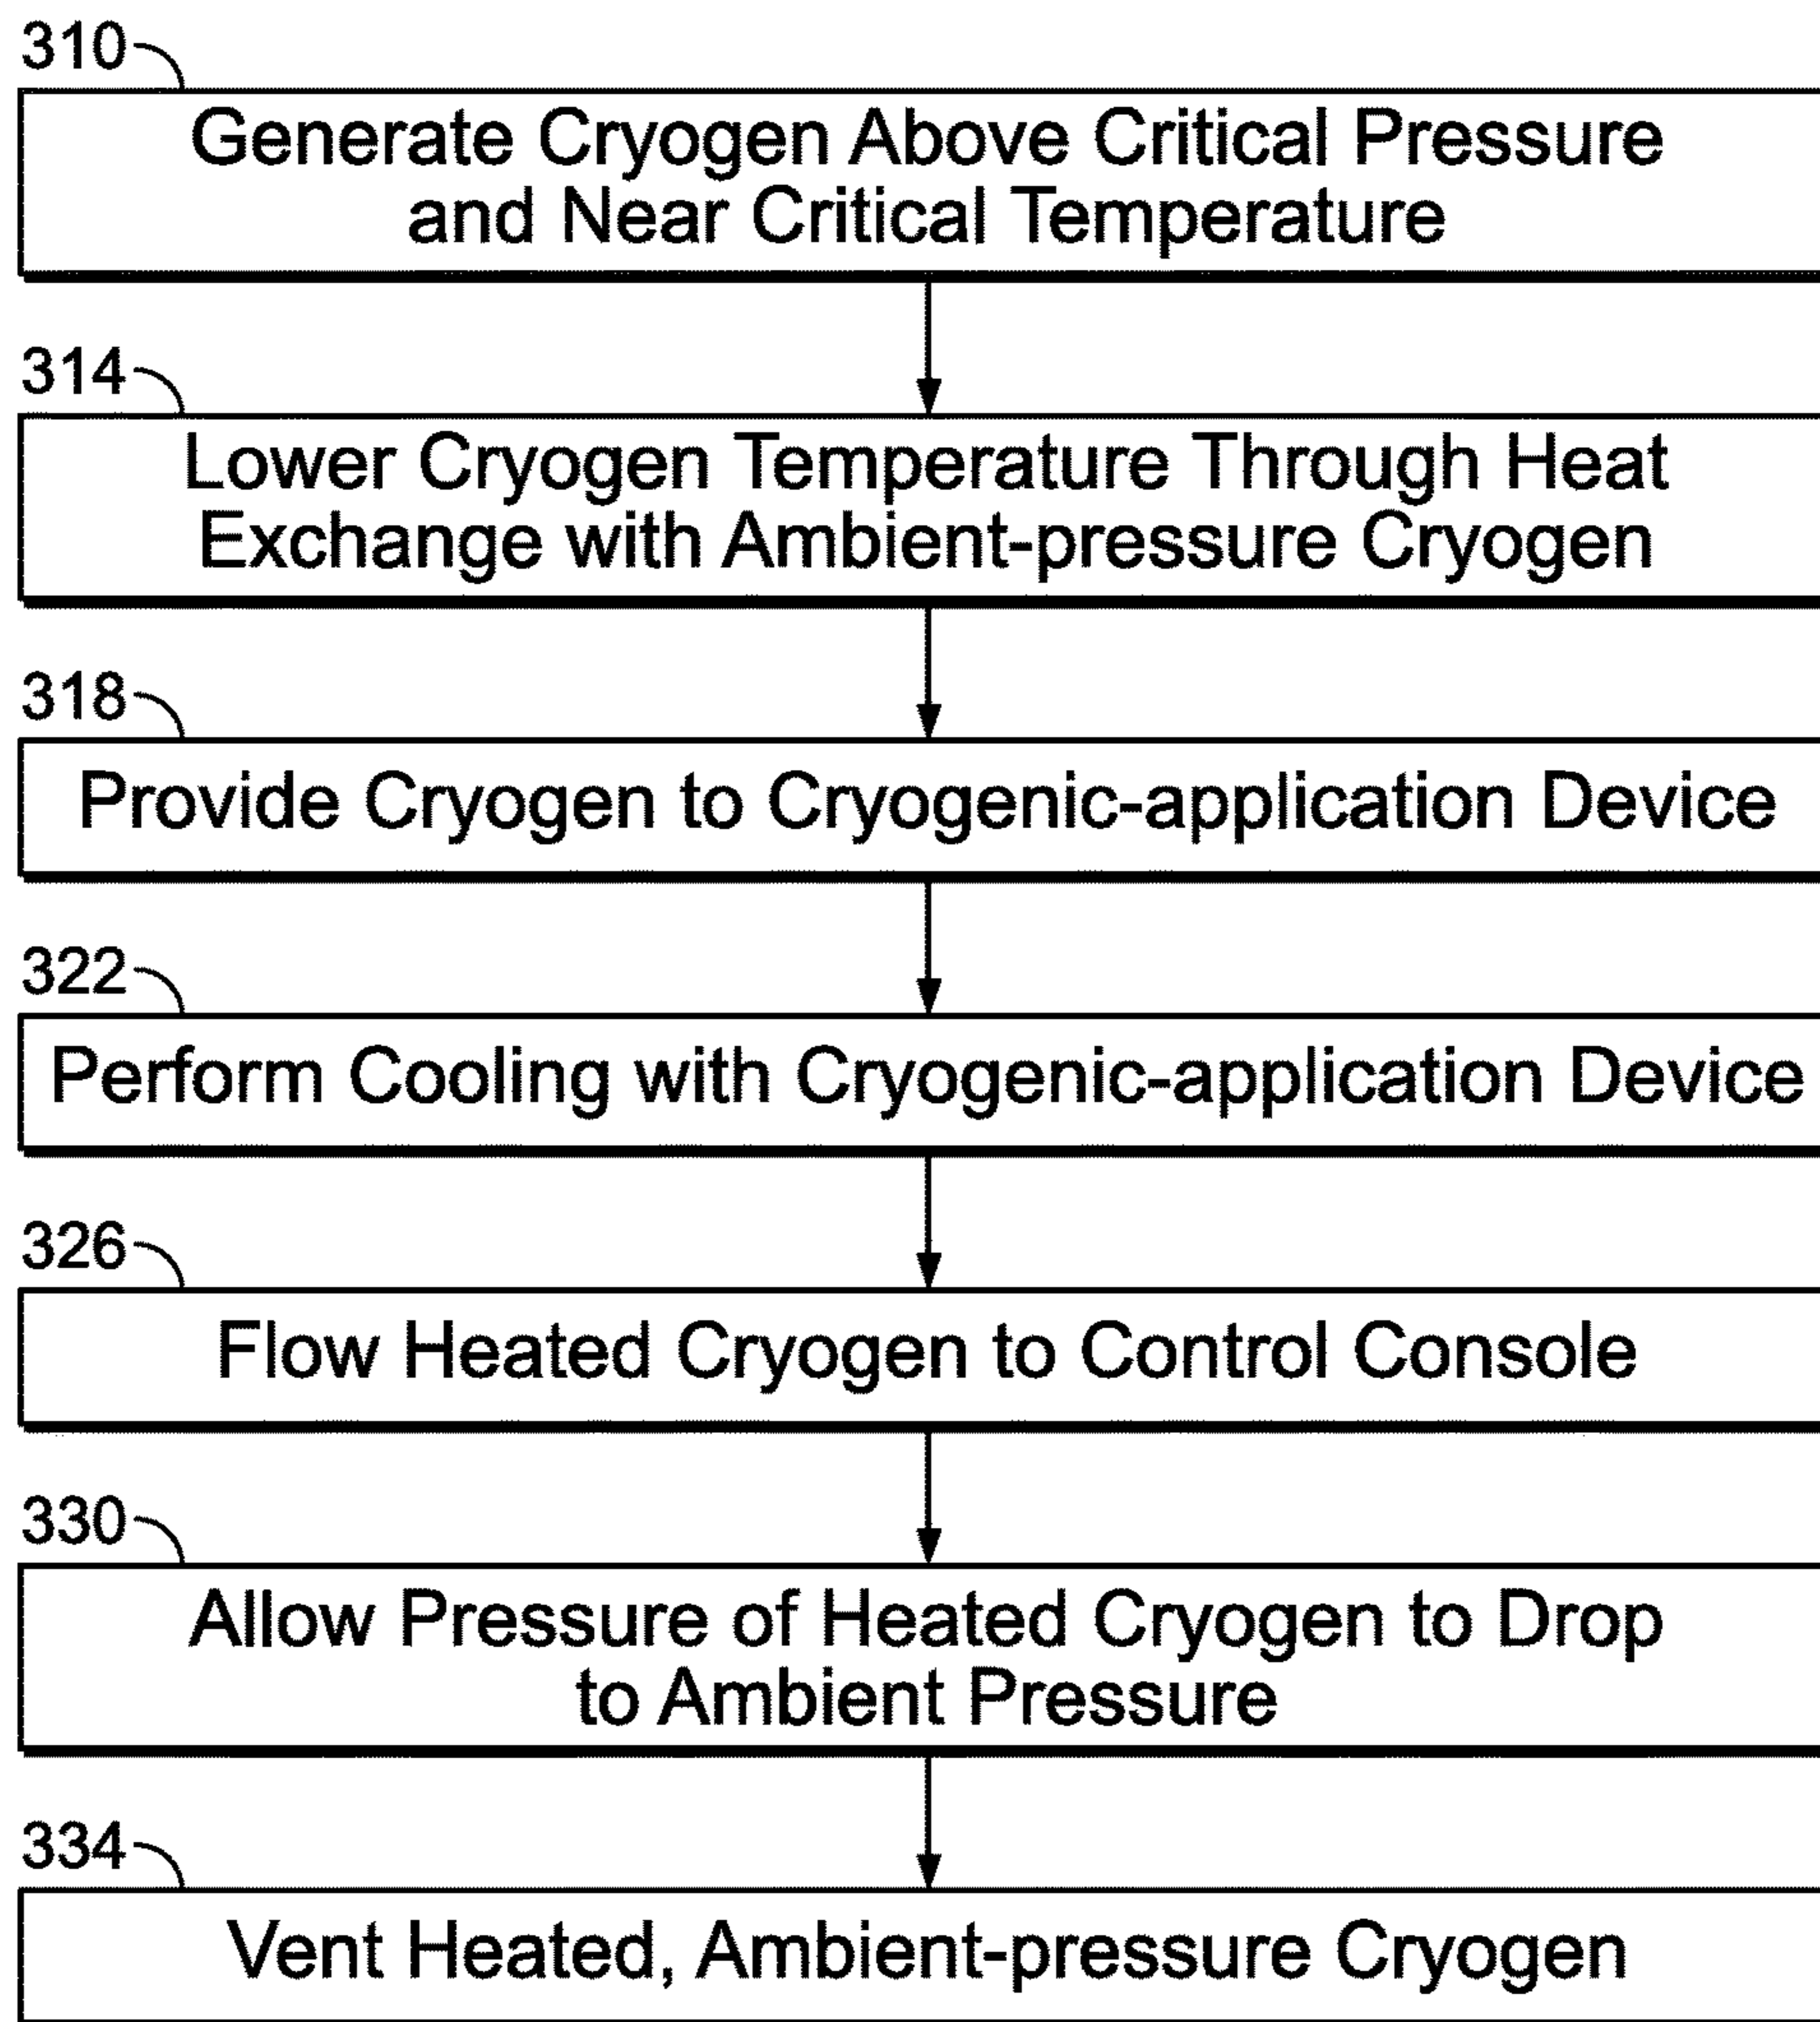 310
Generate Cryogen Above Critical Pressure
and Near Critical Temperature
314
Lower Cryogen Temperature Through Heat
Exchange with Ambient-pressure Cryogen
318
Provide Cryogen to Cryogenic-application Device
322
Perform Cooling with Cryogenic-application Device
326
Flow Heated Cryogen to Control Console
330
Allow Pressure of Heated Cryogen to Drop
to Ambient Pressure
334
Vent Heated, Ambient-pressure Cryogen